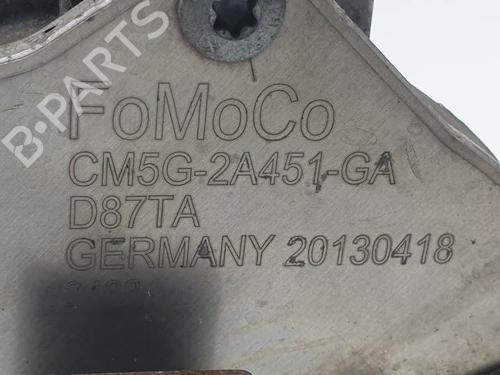 B-PARTS
FoMoCo
CM5G-2A451-GA
D87TA
GERMANY 20130418